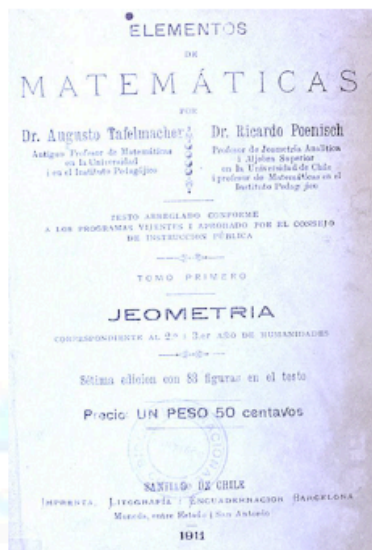 ELEMENTOS
DE
MATEMÁTICAS
POR
Dr. Augusto Tafelmacher
Antiguo Profesor de Matemáticas
en la Universidad
i en el Instituto Pedagójico
Dr. Ricardo Poenisch
Profesor de Jeometría Analítica
i Aljebra Superior
en la Universidad de Chile
i profesor de Matemáticas en el
Instituto Pedagójico
TESTO ARREGLADO CONFORME
A LOS PROGRAMAS VIJENTES I APROBADO POR EL CONSEJO
DE INSTRUCCION PÚBLICA
TOMO PRIMERO
JEOMETRIA
CORRESPONDIENTE AL 2.º i 3.er AÑO DE HUMANIDADES
Sétima edicion con 83 figuras en el testo
Precio: UN PESO 50 centavos
SANTIAGO DE CHILE
IMPRENTA, LITOGRAFÍA I ENCUADERNACION BARCELONA
Moneda, entre Estado i San Antonio
1911